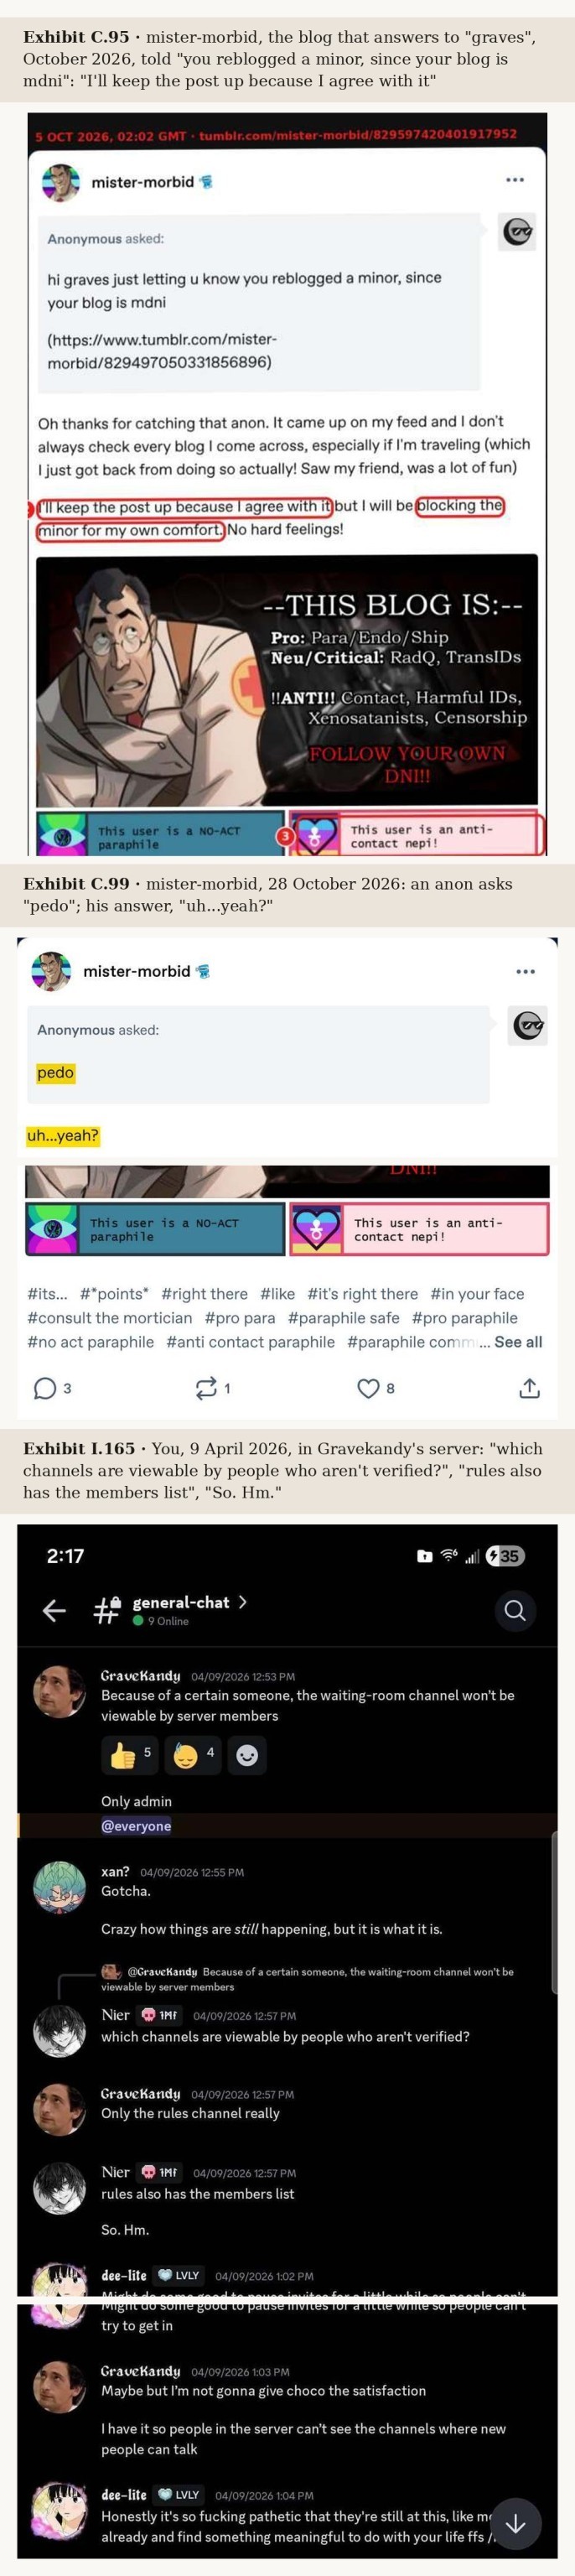 Exhibit C.95 · mister-morbid, the blog that answers to "graves",
October 2026, told "you reblogged a minor, since your blog is
mdni": "I'll keep the post up because I agree with it"
5 OCT 2026, 02:02 GMT · tumblr.com/mister-morbid/829597420401917952
mister-morbid
Anonymous asked:
hi graves just letting u know you reblogged a minor, since
your blog is mdni
(https://www.tumblr.com/mister-
morbid/829497050331856896)
Oh thanks for catching that anon. It came up on my feed and I don't
always check every blog I come across, especially if I'm traveling (which
I just got back from doing so actually! Saw my friend, was a lot of fun)
I'll keep the post up because I agree with it but I will be blocking the
minor for my own comfort. No hard feelings!
--THIS BLOG IS:--
Pro: Para/Endo/Ship
Neu/Critical: RadQ, TransIDs
!!ANTI!! Contact, Harmful IDs,
Xenosatanists, Censorship
FOLLOW YOUR OWN
DNI!!
This user is a NO-ACT
paraphile
3
This user is an anti-
contact nepi!
Exhibit C.99 · mister-morbid, 28 October 2026: an anon asks
"pedo"; his answer, "uh...yeah?"
mister-morbid
Anonymous asked:
pedo
uh...yeah?
DNI!!
This user is a NO-ACT
paraphile
This user is an anti-
contact nepi!
#its... #*points* #right there #like #it's right there #in your face
#consult the mortician #pro para #paraphile safe #pro paraphile
#no act paraphile #anti contact paraphile #paraphile comm... See all
3 1 8
Exhibit I.165 · You, 9 April 2026, in Gravekandy's server: "which
channels are viewable by people who aren't verified?", "rules also
has the members list", "So. Hm."
2:17
35
general-chat
9 Online
GraveKandy 04/09/2026 12:53 PM
Because of a certain someone, the waiting-room channel won't be
viewable by server members
5 4
Only admin
@everyone
xan? 04/09/2026 12:55 PM
Gotcha.
Crazy how things are still happening, but it is what it is.
@GraveKandy Because of a certain someone, the waiting-room channel won't be
viewable by server members
Nier 04/09/2026 12:57 PM
which channels are viewable by people who aren't verified?
GraveKandy 04/09/2026 12:57 PM
Only the rules channel really
Nier 04/09/2026 12:57 PM
rules also has the members list
So. Hm.
dee-lite LVLY 04/09/2026 1:02 PM
Might do some good to pause invites for a little while so people can't
try to get in
GraveKandy 04/09/2026 1:03 PM
Maybe but I'm not gonna give choco the satisfaction
I have it so people in the server can't see the channels where new
people can talk
dee-lite LVLY 04/09/2026 1:04 PM
Honestly it's so fucking pathetic that they're still at this, like
already and find something meaningful to do with your life ffs